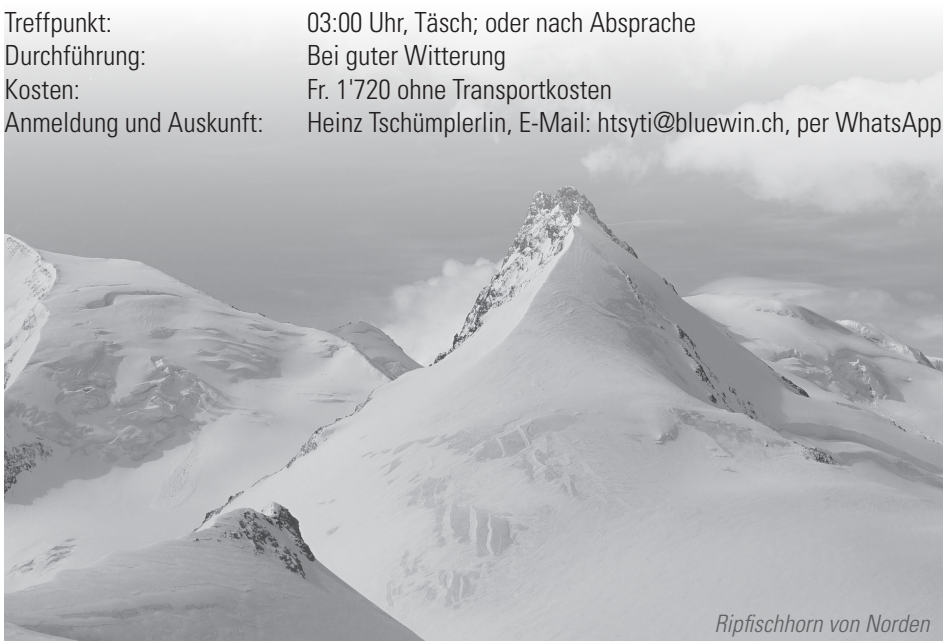 Treffpunkt: 03:00 Uhr, Täsch; oder nach Absprache
Durchführung: Bei guter Witterung
Kosten: Fr. 1'720 ohne Transportkosten
Anmeldung und Auskunft: Heinz Tschümplerlin, E-Mail: htsyti@bluewin.ch, per WhatsApp
Ripfischhorn von Norden